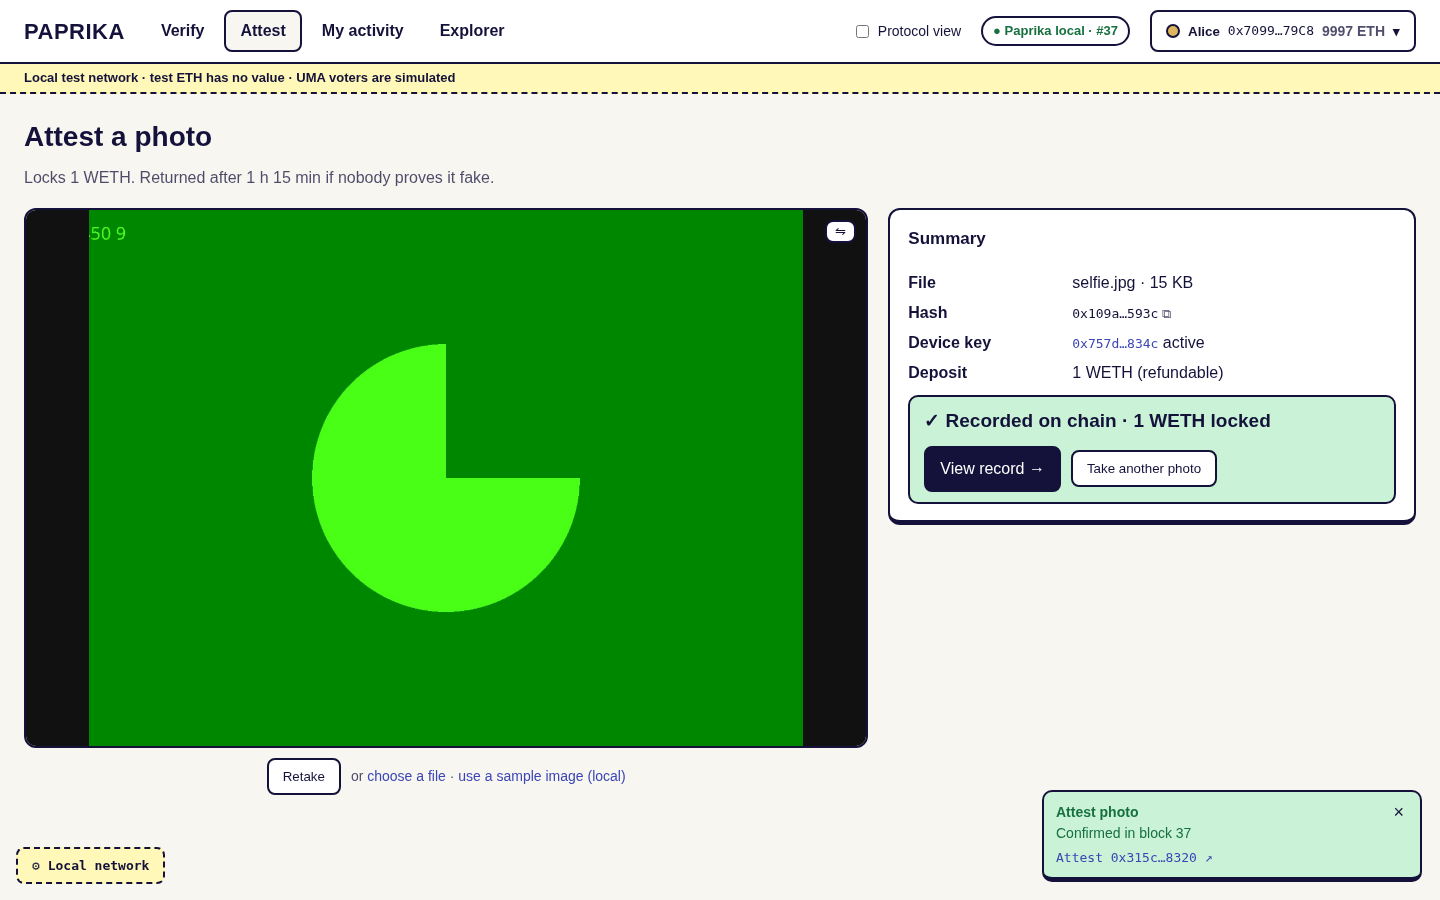 PAPRIKA Verify Attest My activity Explorer Protocol view ● Paprika local · #37 Alice 0x7099…79C8 9997 ETH ▾
Local test network · test ETH has no value · UMA voters are simulated
Attest a photo
Locks 1 WETH. Returned after 1 h 15 min if nobody proves it fake.
50 9
⇋
Summary
File selfie.jpg · 15 KB
Hash 0x109a…593c ⧉
Device key 0x757d…834c active
Deposit 1 WETH (refundable)
✓ Recorded on chain · 1 WETH locked
View record → Take another photo
Retake or choose a file · use a sample image (local)
Attest photo ×
Confirmed in block 37
Attest 0x315c…8320 ↗
⚙ Local network